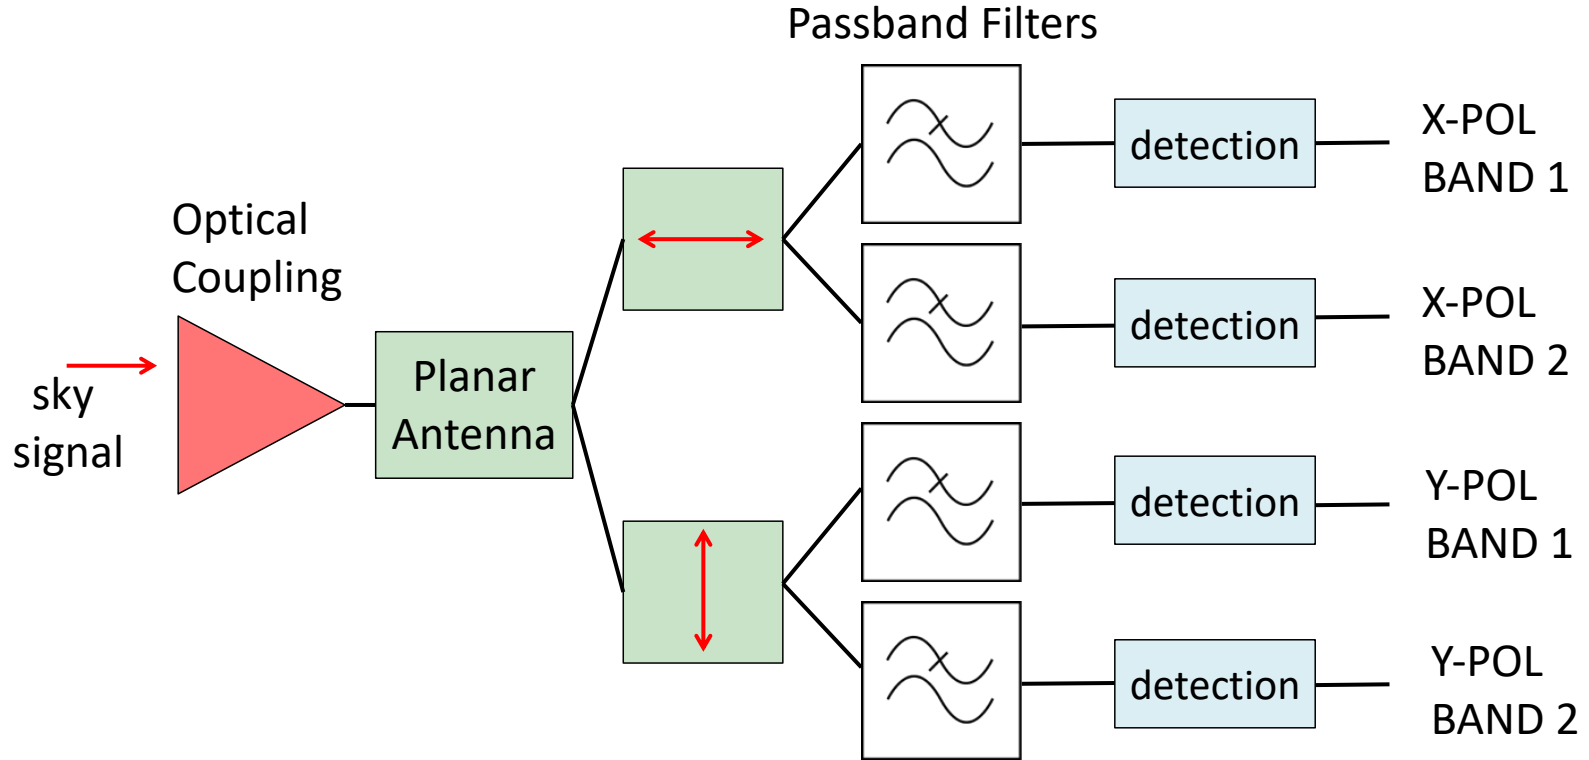 Passband Filters
Optical
Coupling
sky
signal
Planar
Antenna
detection
X-POL
BAND 1
detection
X-POL
BAND 2
detection
Y-POL
BAND 1
detection
Y-POL
BAND 2